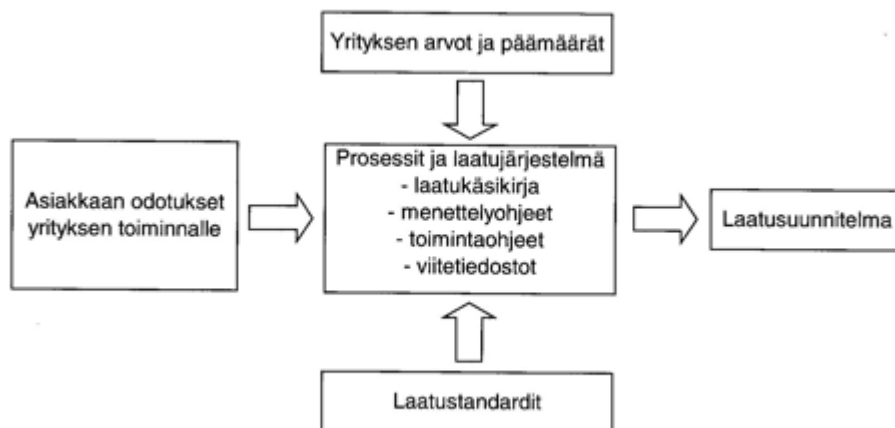 Yrityksen arvot ja päämäärät
Asiakkaan odotukset
yrityksen toiminnalle
Prosessit ja laatujärjestelmä
- laatukäsikirja
- menettelyohjeet
- toimintaohjeet
- viitetiedostot
Laatusuunnitelma
Laatustandardit